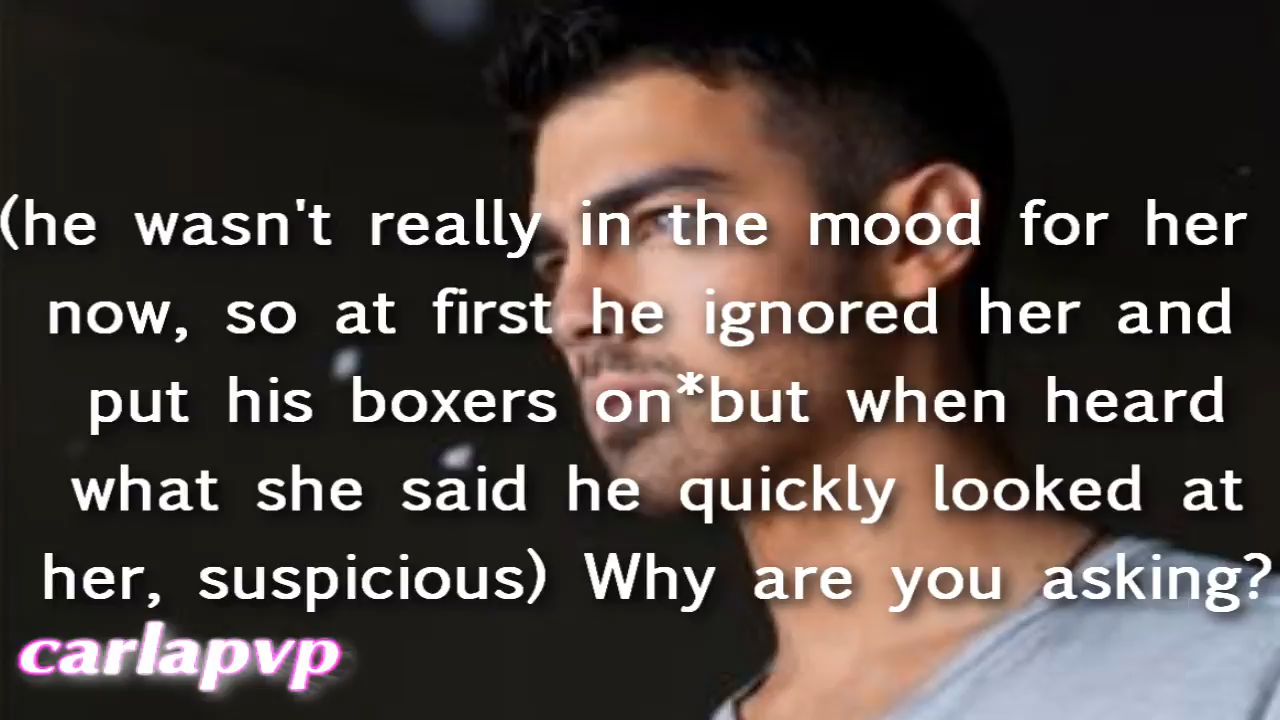 (he wasn't really in the mood for her
now, so at first he ignored her and
put his boxers on*but when heard
what she said he quickly looked at
her, suspicious) Why are you asking?
carlapvp